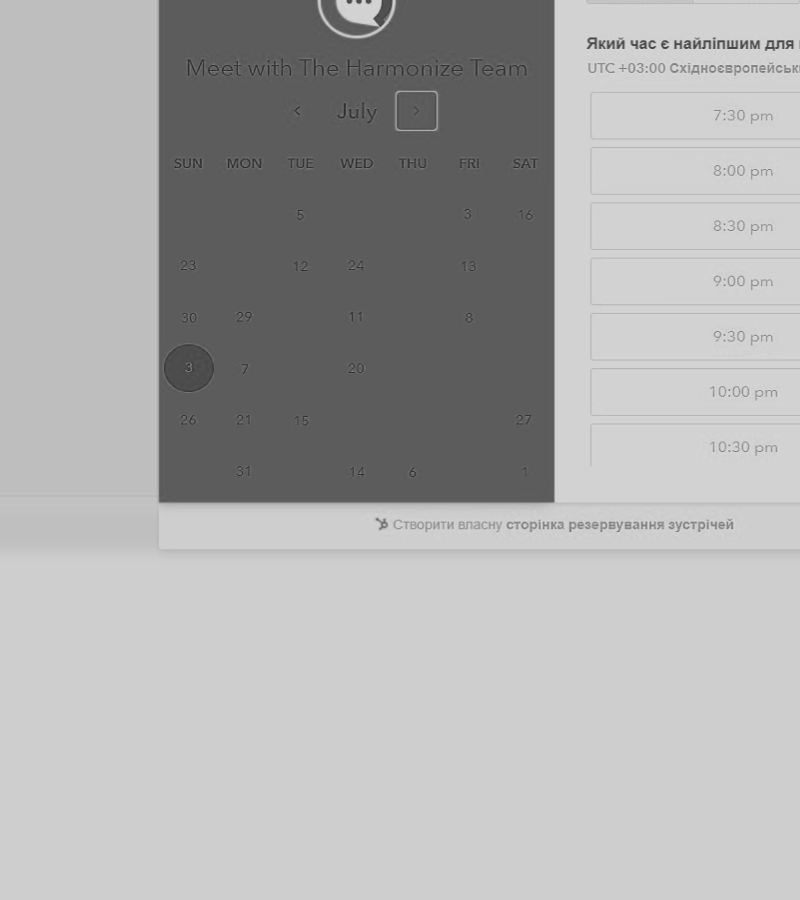 Meet with The Harmonize Team
July
SUN MON TUE WED THU FRI SAT
5 3 16
23 12 24 13
30 29 11 8
3 7 20
26 21 15 27
31 14 6 1
Який час є найліпшим для
UTC +03:00 Східноєвропейськ
7:30 pm
8:00 pm
8:30 pm
9:00 pm
9:30 pm
10:00 pm
10:30 pm
Створити власну сторінка резервування зустрічей